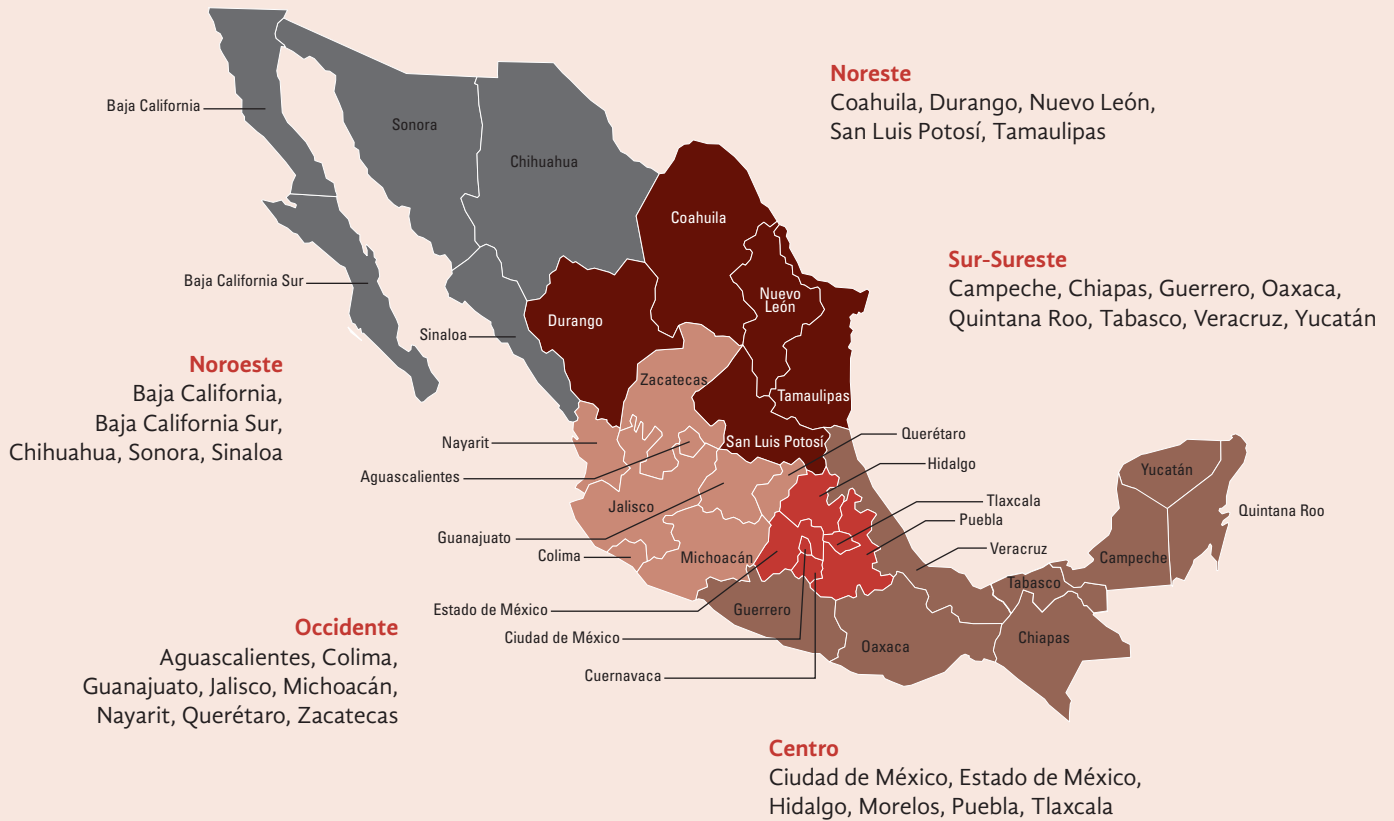 Noreste
Coahuila, Durango, Nuevo León,
San Luis Potosí, Tamaulipas
Baja California
Sonora
Chihuahua
Coahuila
Sur-Sureste
Campeche, Chiapas, Guerrero, Oaxaca,
Quintana Roo, Tabasco, Veracruz, Yucatán
Baja California Sur
Nuevo
León
Durango
Sinaloa
Noroeste
Baja California,
Baja California Sur,
Chihuahua, Sonora, Sinaloa
Zacatecas
Tamaulipas
Nayarit
San Luis Potosí
Querétaro
Hidalgo
Aguascalientes
Yucatán
Jalisco
Tlaxcala
Quintana Roo
Puebla
Guanajuato
Colima
Michoacán
Veracruz
Campeche
Tabasco
Estado de México
Guerrero
Ciudad de México
Oaxaca
Chiapas
Cuernavaca
Occidente
Aguascalientes, Colima,
Guanajuato, Jalisco, Michoacán,
Nayarit, Querétaro, Zacatecas
Centro
Ciudad de México, Estado de México,
Hidalgo, Morelos, Puebla, Tlaxcala